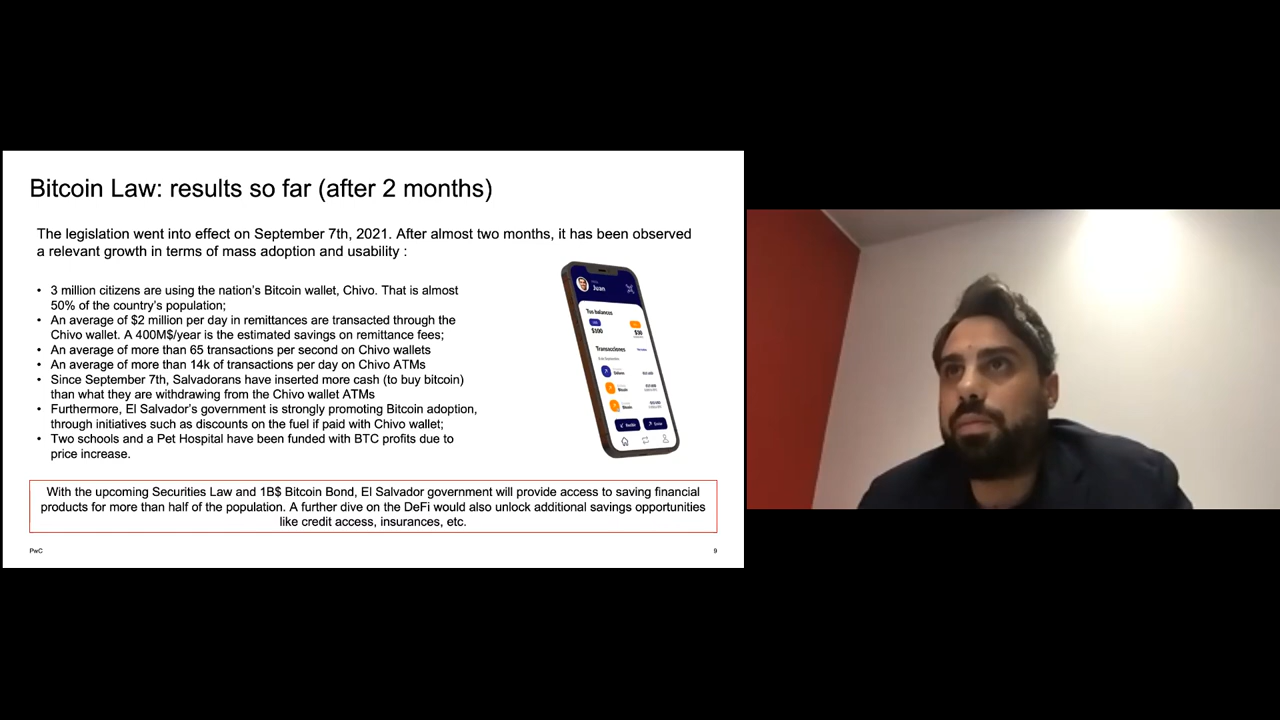 Bitcoin Law: results so far (after 2 months)
The legislation went into effect on September 7th, 2021. After almost two months, it has been observed
a relevant growth in terms of mass adoption and usability :
• 3 million citizens are using the nation's Bitcoin wallet, Chivo. That is almost
50% of the country's population;
• An average of $2 million per day in remittances are transacted through the
Chivo wallet. A 400M$/year is the estimated savings on remittance fees;
• An average of more than 65 transactions per second on Chivo wallets
• An average of more than 14k of transactions per day on Chivo ATMs
• Since September 7th, Salvadorans have inserted more cash (to buy bitcoin)
than what they are withdrawing from the Chivo wallet ATMs
• Furthermore, El Salvador's government is strongly promoting Bitcoin adoption,
through initiatives such as discounts on the fuel if paid with Chivo wallet;
• Two schools and a Pet Hospital have been funded with BTC profits due to
price increase.
Juan
Tus balances
$100
$30
Transacciones
Bitcoin
Bitcoin
Recibir
Enviar
With the upcoming Securities Law and 1B$ Bitcoin Bond, El Salvador government will provide access to saving financial
products for more than half of the population. A further dive on the DeFi would also unlock additional savings opportunities
like credit access, insurances, etc.
PwC
9